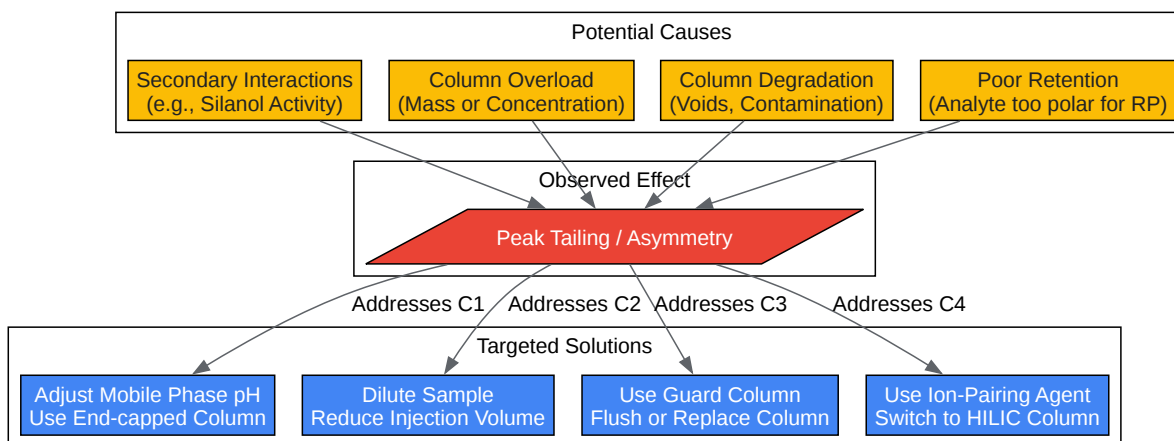 Potential Causes
Secondary Interactions
(e.g., Silanol Activity)
Column Overload
(Mass or Concentration)
Column Degradation
(Voids, Contamination)
Poor Retention
(Analyte too polar for RP)
Observed Effect
Peak Tailing / Asymmetry
Addresses C1
Addresses C2
Addresses C3
Addresses C4
Targeted Solutions
Adjust Mobile Phase pH
Use End-capped Column
Dilute Sample
Reduce Injection Volume
Use Guard Column
Flush or Replace Column
Use Ion-Pairing Agent
Switch to HILIC Column